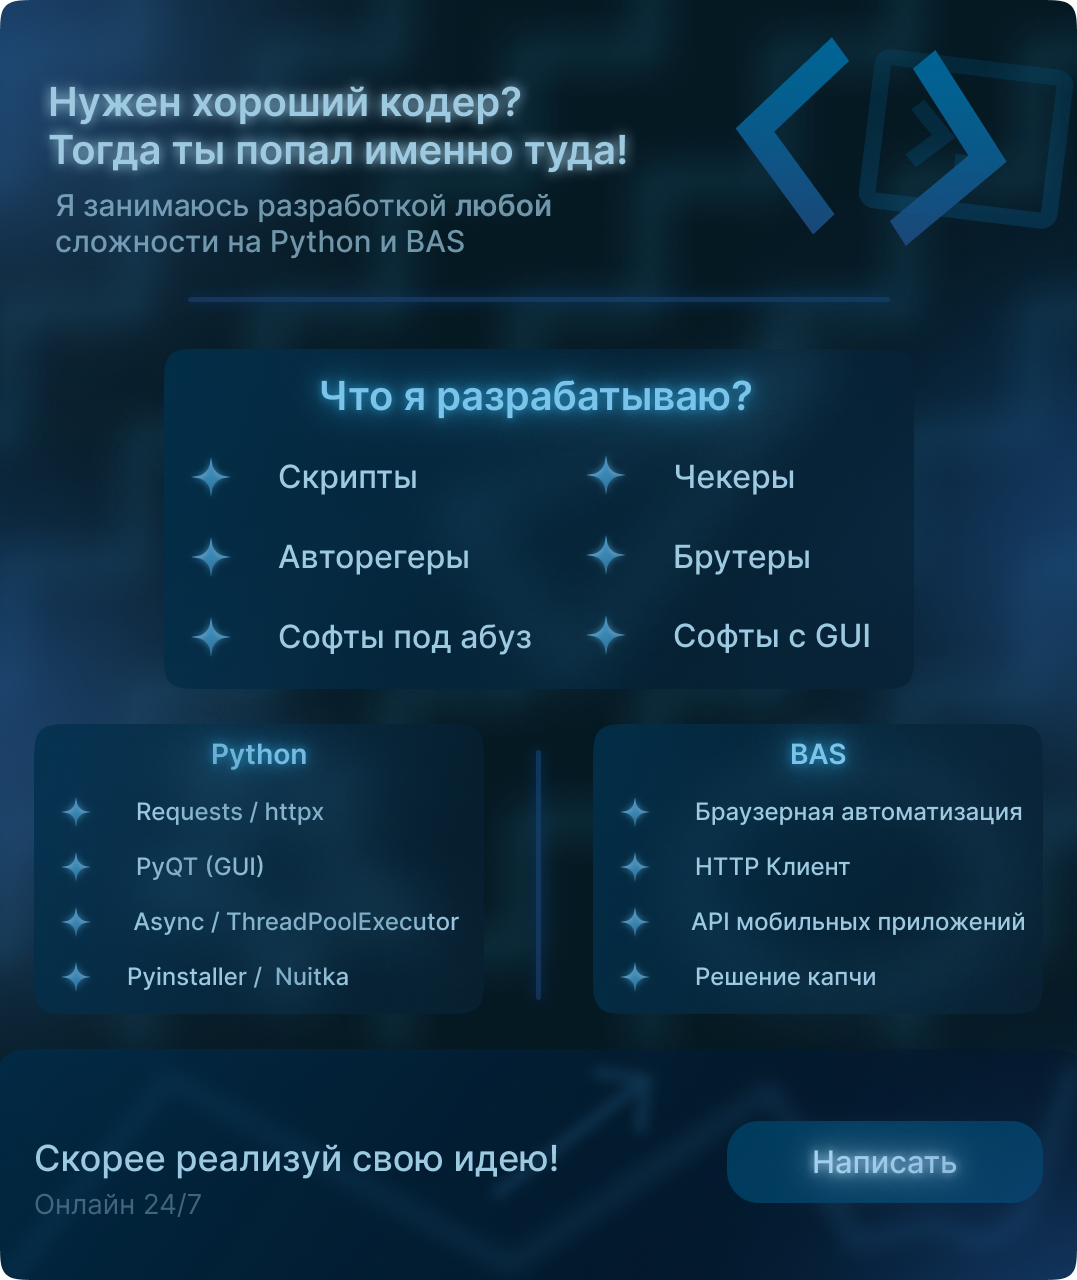 Нужен хороший кодер?
Тогда ты попал именно туда!
Я занимаюсь разработкой любой
сложности на Python и BAS
Что я разрабатываю?
Скрипты
Чекеры
Авторегеры
Брутеры
Софты под абуз
Софты с GUI
Python
Requests / httpx
PyQT (GUI)
Async / ThreadPoolExecutor
Pyinstaller / Nuitka
BAS
Браузерная автоматизация
HTTP Клиент
API мобильных приложений
Решение капчи
Скорее реализуй свою идею!
Онлайн 24/7
Написать